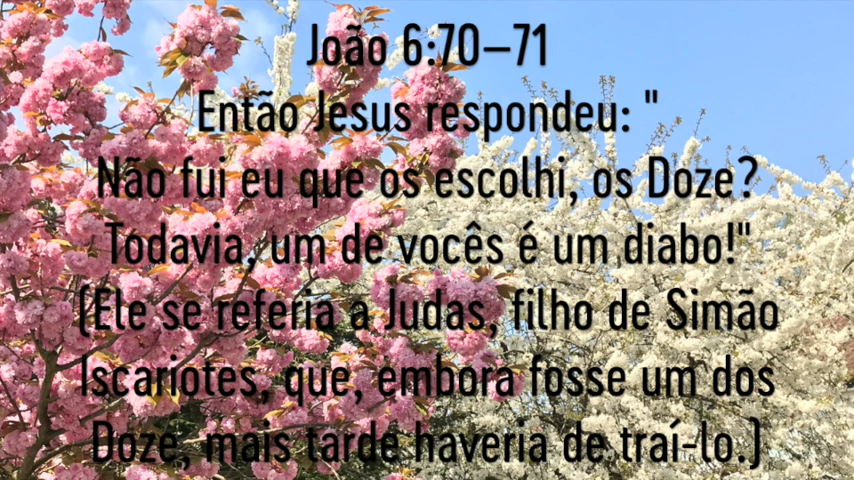 João 6:70–71
Então Jesus respondeu: "
Não fui eu que os escolhi, os Doze?
Todavia, um de vocês é um diabo!"
(Ele se referia a Judas, filho de Simão
Iscariotes, que, embora fosse um dos
Doze, mais tarde haveria de traí-lo.)